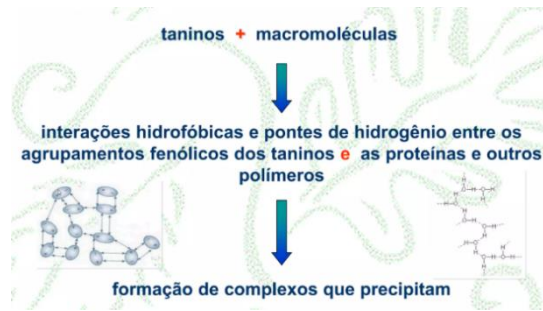 taninos + macromoléculas
interações hidrofóbicas e pontes de hidrogênio entre os
agrupamentos fenólicos dos taninos e as proteínas e outros
polímeros
formação de complexos que precipitam